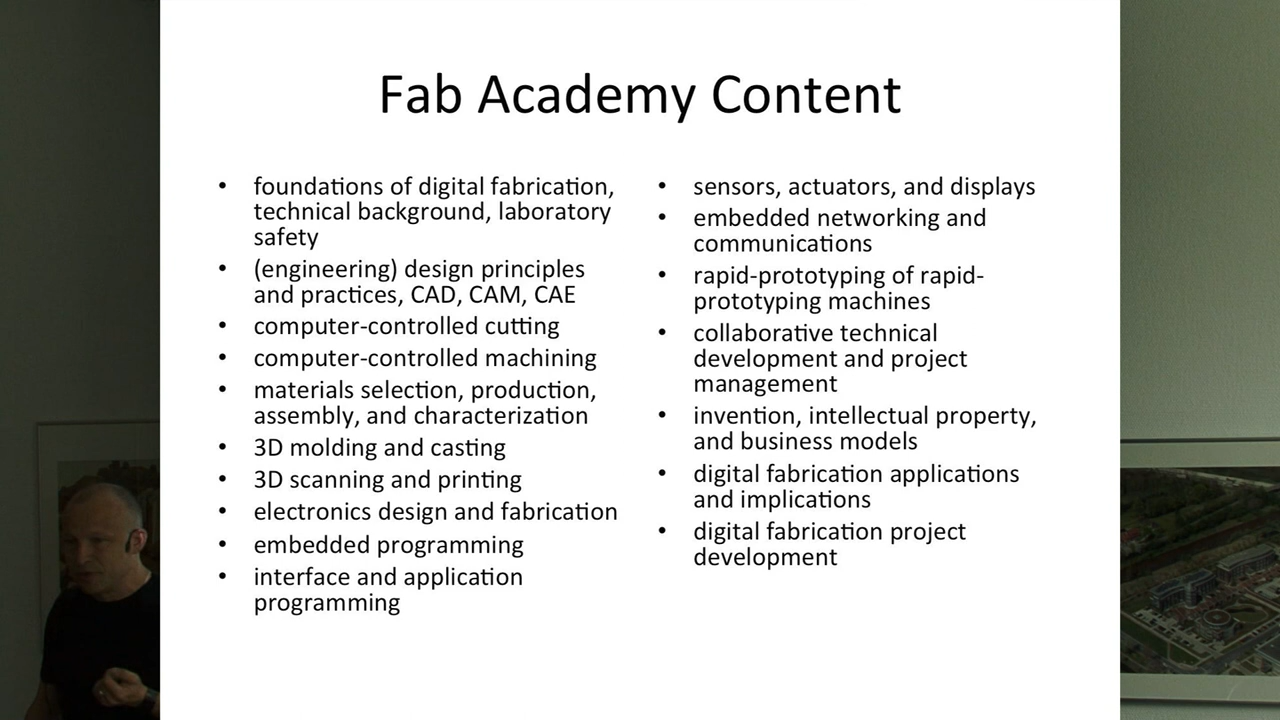 Fab Academy Content
• foundations of digital fabrication,
technical background, laboratory
safety
• (engineering) design principles
and practices, CAD, CAM, CAE
• computer-controlled cutting
• computer-controlled machining
• materials selection, production,
assembly, and characterization
• 3D molding and casting
• 3D scanning and printing
• electronics design and fabrication
• embedded programming
• interface and application
programming
• sensors, actuators, and displays
• embedded networking and
communications
• rapid-prototyping of rapid-
prototyping machines
• collaborative technical
development and project
management
• invention, intellectual property,
and business models
• digital fabrication applications
and implications
• digital fabrication project
development